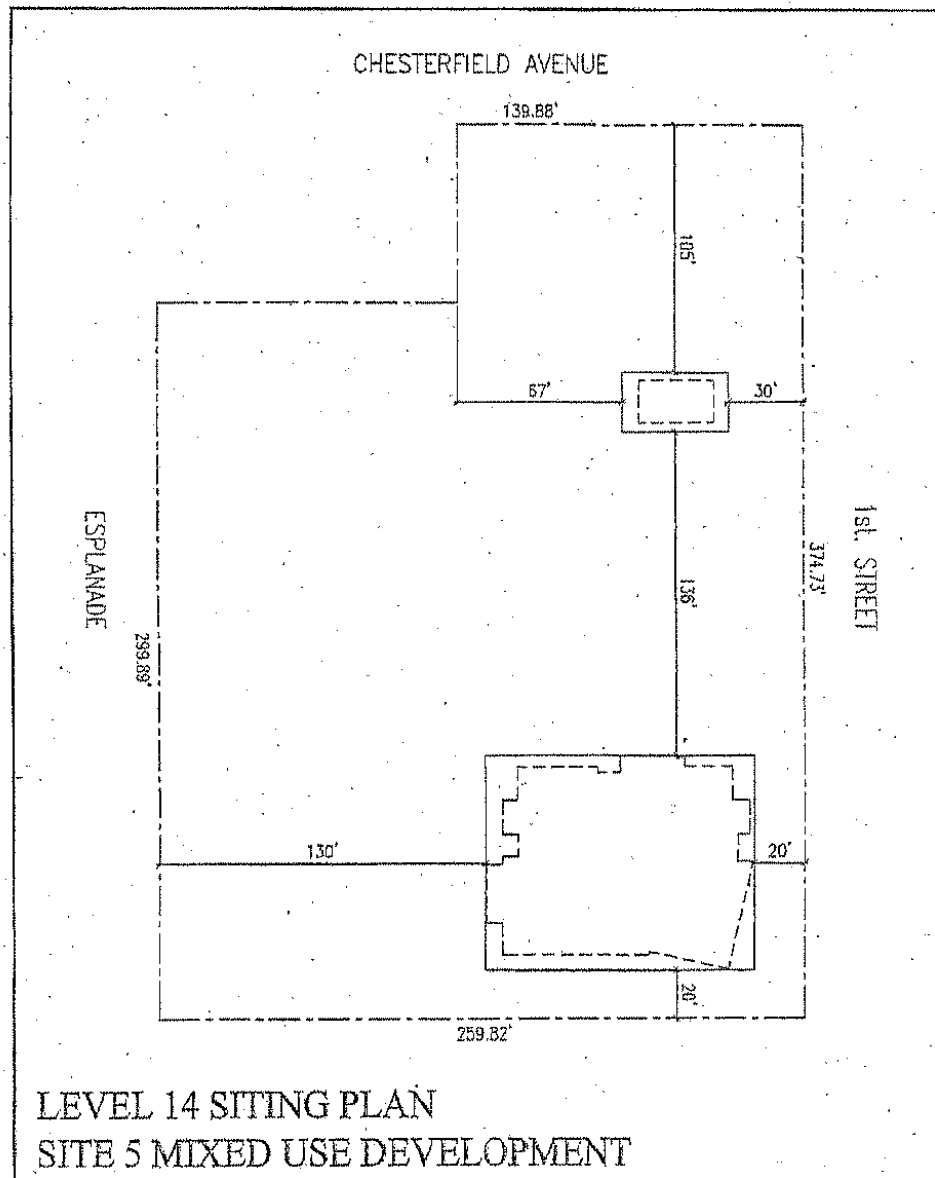 CHESTERFIELD AVENUE
139.88'
105'
67'
30'
ESPLANADE
1st. STREET
374.73'
136'
299.89'
130'
20'
20'
259.82'
LEVEL 14 SITING PLAN
SITE 5 MIXED USE DEVELOPMENT